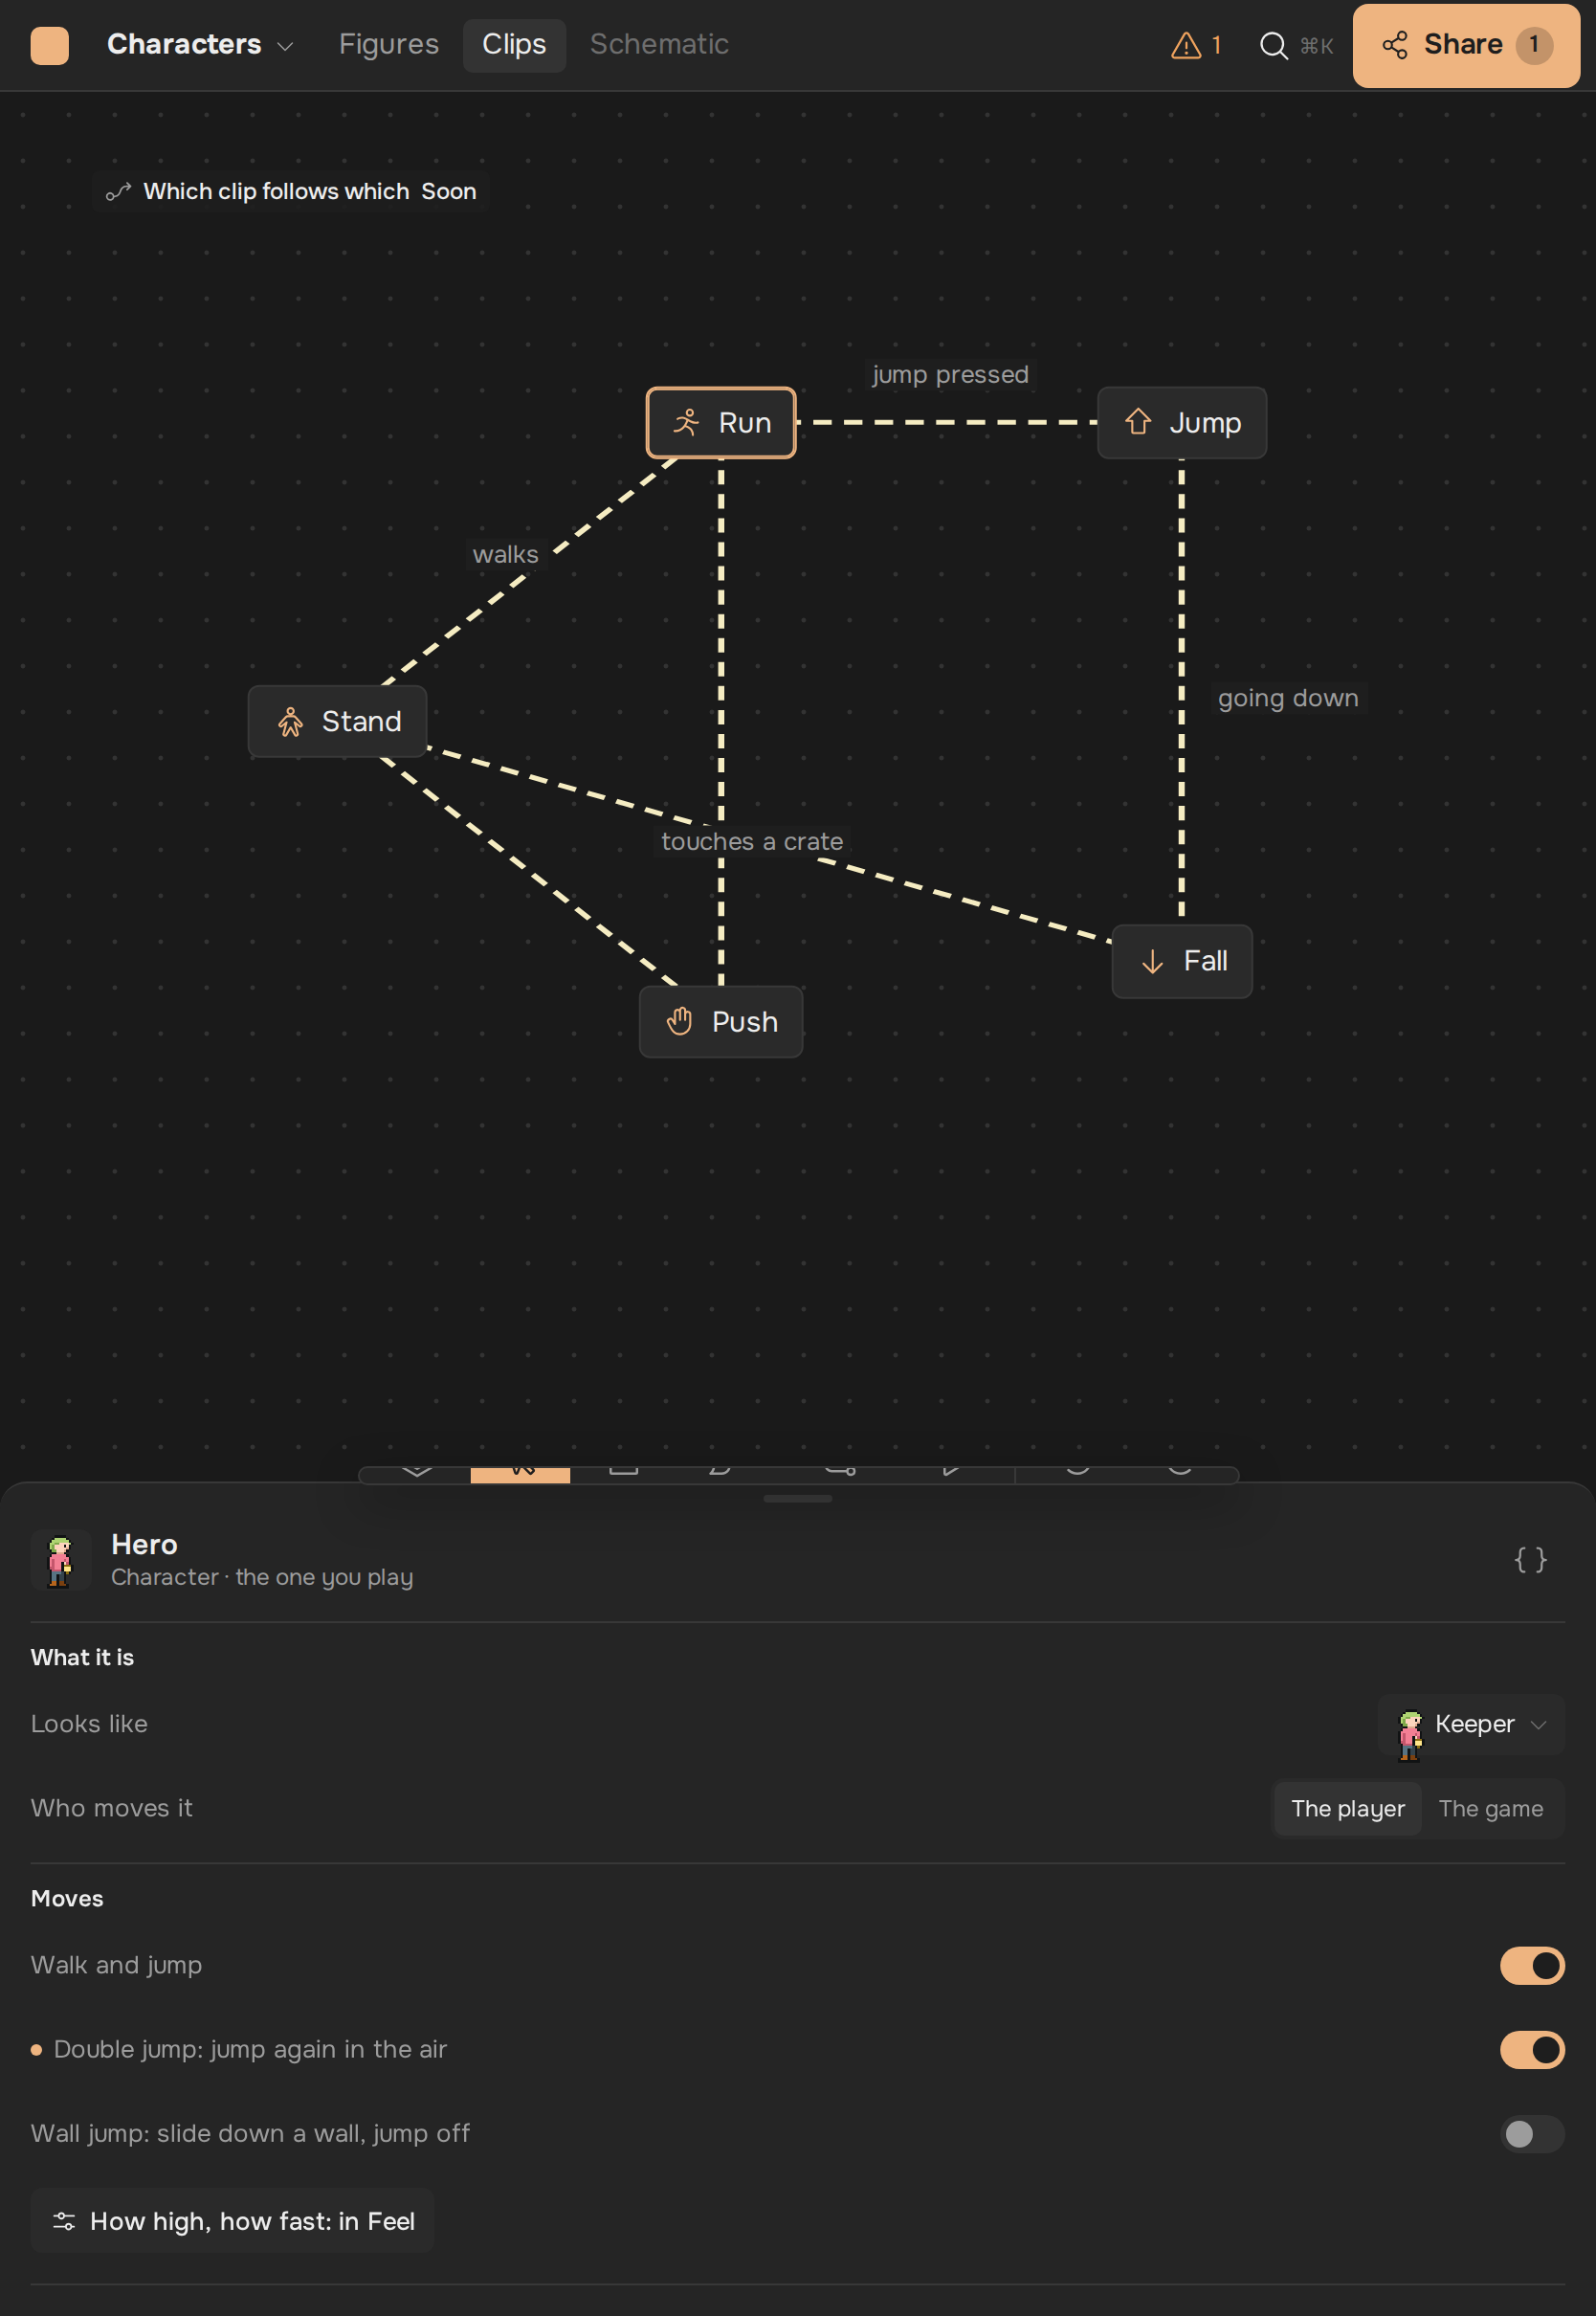 Characters Figures Clips Schematic 1 ⌘K Share 1
Which clip follows which Soon
jump pressed
Run Jump
walks
going down
Stand
touches a crate
Fall
Push
Hero
Character · the one you play
{ }
What it is
Looks like Keeper
Who moves it The player The game
Moves
Walk and jump
Double jump: jump again in the air
Wall jump: slide down a wall, jump off
How high, how fast: in Feel